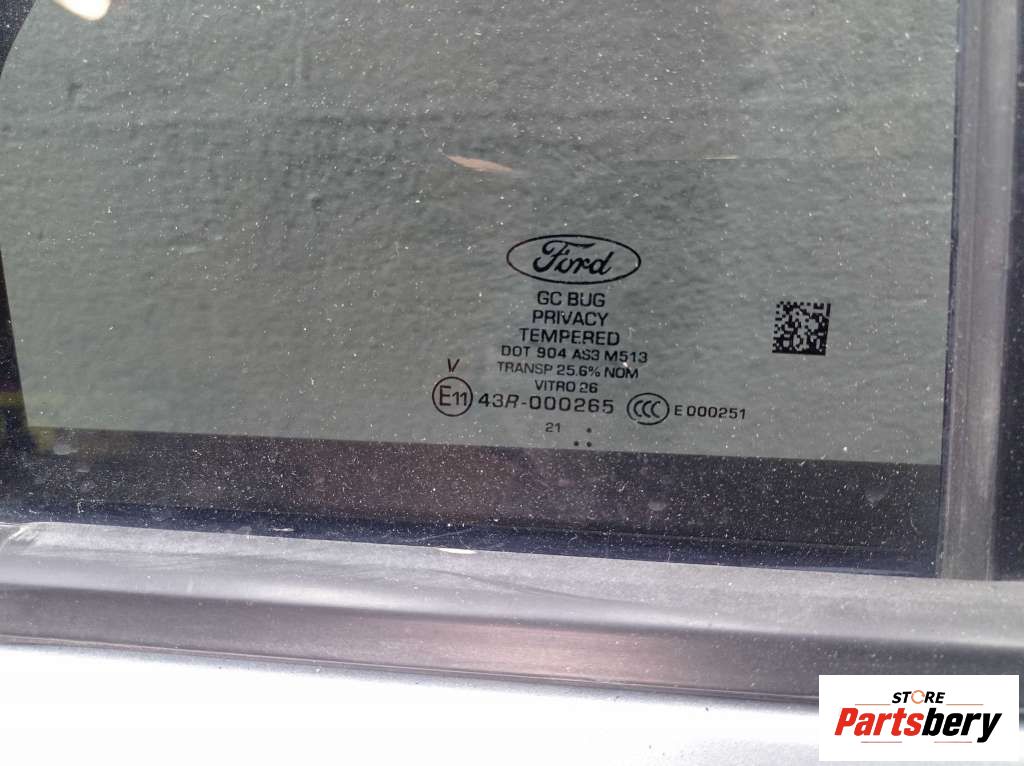 Ford
GC BUG
PRIVACY
TEMPERED
DOT 904 AS3 M513
TRANSP 25.6% NOM
VITRO 26
V
E11 43R-000265 CCC E 000251
21
STORE
Partsbery